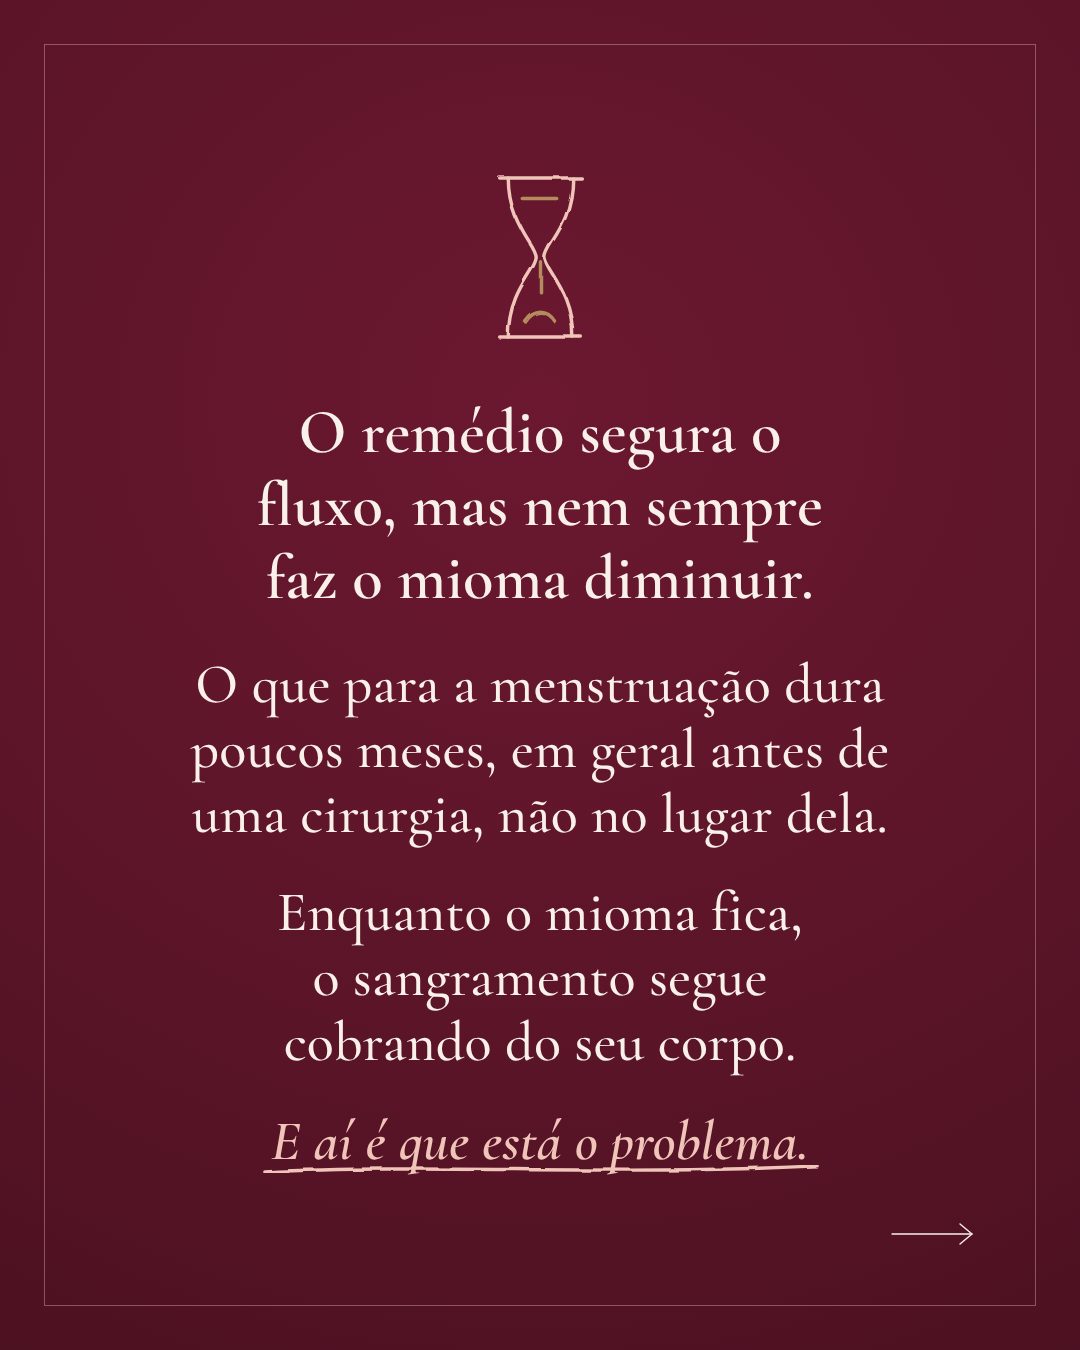 O remédio segura o
fluxo, mas nem sempre
faz o mioma diminuir.
O que para a menstruação dura
poucos meses, em geral antes de
uma cirurgia, não no lugar dela.
Enquanto o mioma fica,
o sangramento segue
cobrando do seu corpo.
E aí é que está o problema.